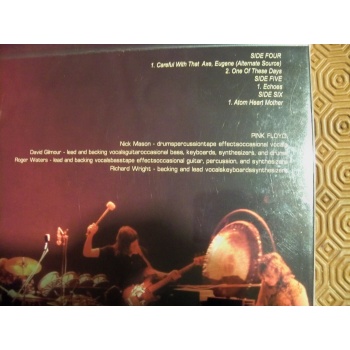 SIDE FOUR
1. Careful With That Axe, Eugene (Alternate Source)
2. One Of These Days
SIDE FIVE
1. Echoes
SIDE SIX
1. Atom Heart Mother
PINK FLOYD
Nick Mason - drumspercussiontape effectsoccasional vocals
David Gilmour - lead and backing vocalsguitaroccasional bass, keyboards, synthesizers, and drums
Roger Waters - lead and backing vocalsbasstape effectsoccasional guitar, percussion, and synthesizers
Richard Wright - backing and lead vocalskeyboardssynthesizers